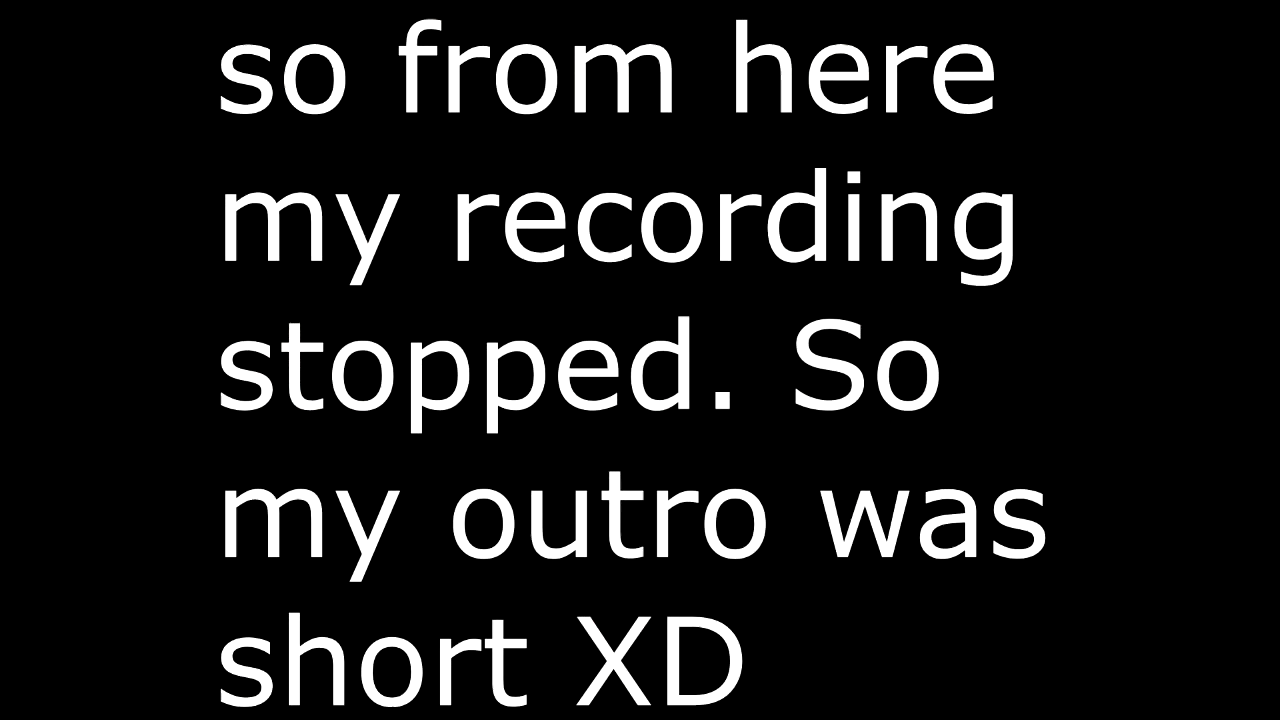 so from here
my recording
stopped. So
my outro was
short XD